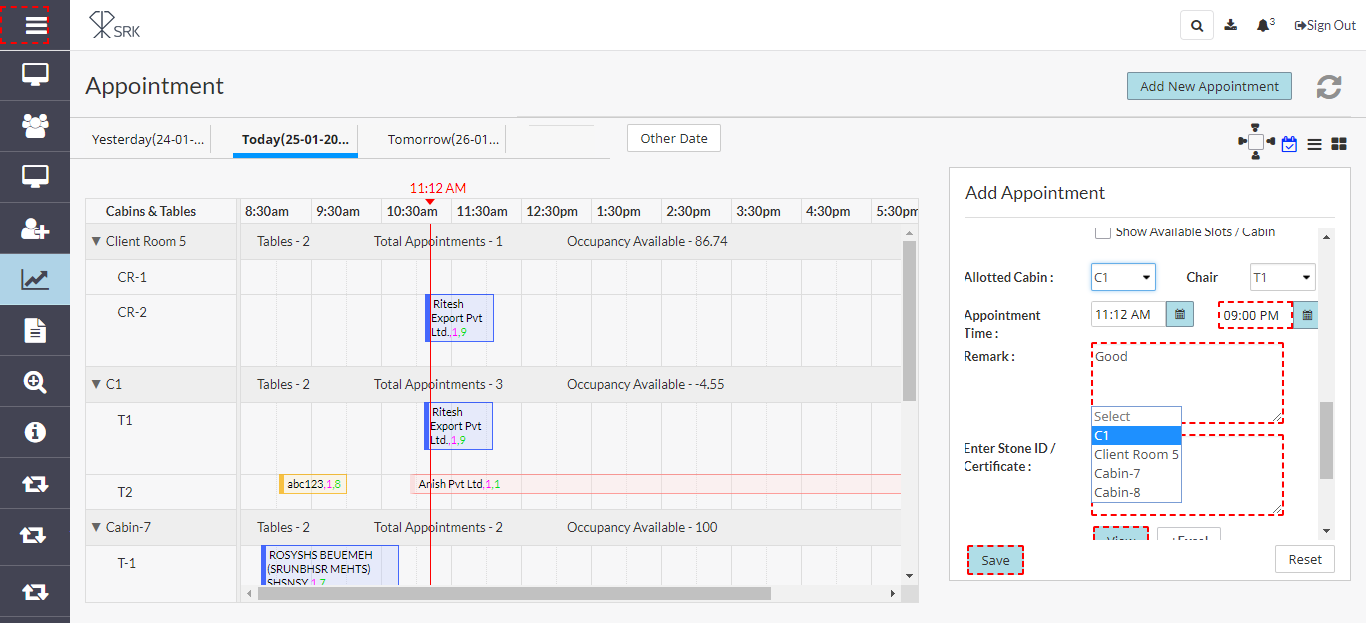 SRK
3
Sign Out
Appointment
Add New Appointment
Yesterday(24-01-...
Today(25-01-20...
Tomorrow(26-01...
Other Date
11:12 AM
Cabins & Tables
8:30am 9:30am 10:30am 11:30am 12:30pm 1:30pm 2:30pm 3:30pm 4:30pm 5:30pm
Client Room 5 Tables - 2 Total Appointments - 1 Occupancy Available - 86.74
CR-1
CR-2
Ritesh
Export Pvt
Ltd.,1,9
C1 Tables - 2 Total Appointments - 3 Occupancy Available - -4.55
T1
Ritesh
Export Pvt
Ltd.,1,9
T2
abc123,1,8
Anish Pvt Ltd,1,1
Cabin-7 Tables - 2 Total Appointments - 2 Occupancy Available - 100
T-1
ROSYSHS BEUEMEH
(SRUNBHSR MEHTS)
SHSNSY,1,7
Add Appointment
Show Available Slots / Cabin
Allotted Cabin : C1 Chair T1
Appointment
Time :
11:12 AM 09:00 PM
Remark : Good
Select
C1
Client Room 5
Cabin-7
Cabin-8
Enter Stone ID /
Certificate :
View
Excel
Save
Reset